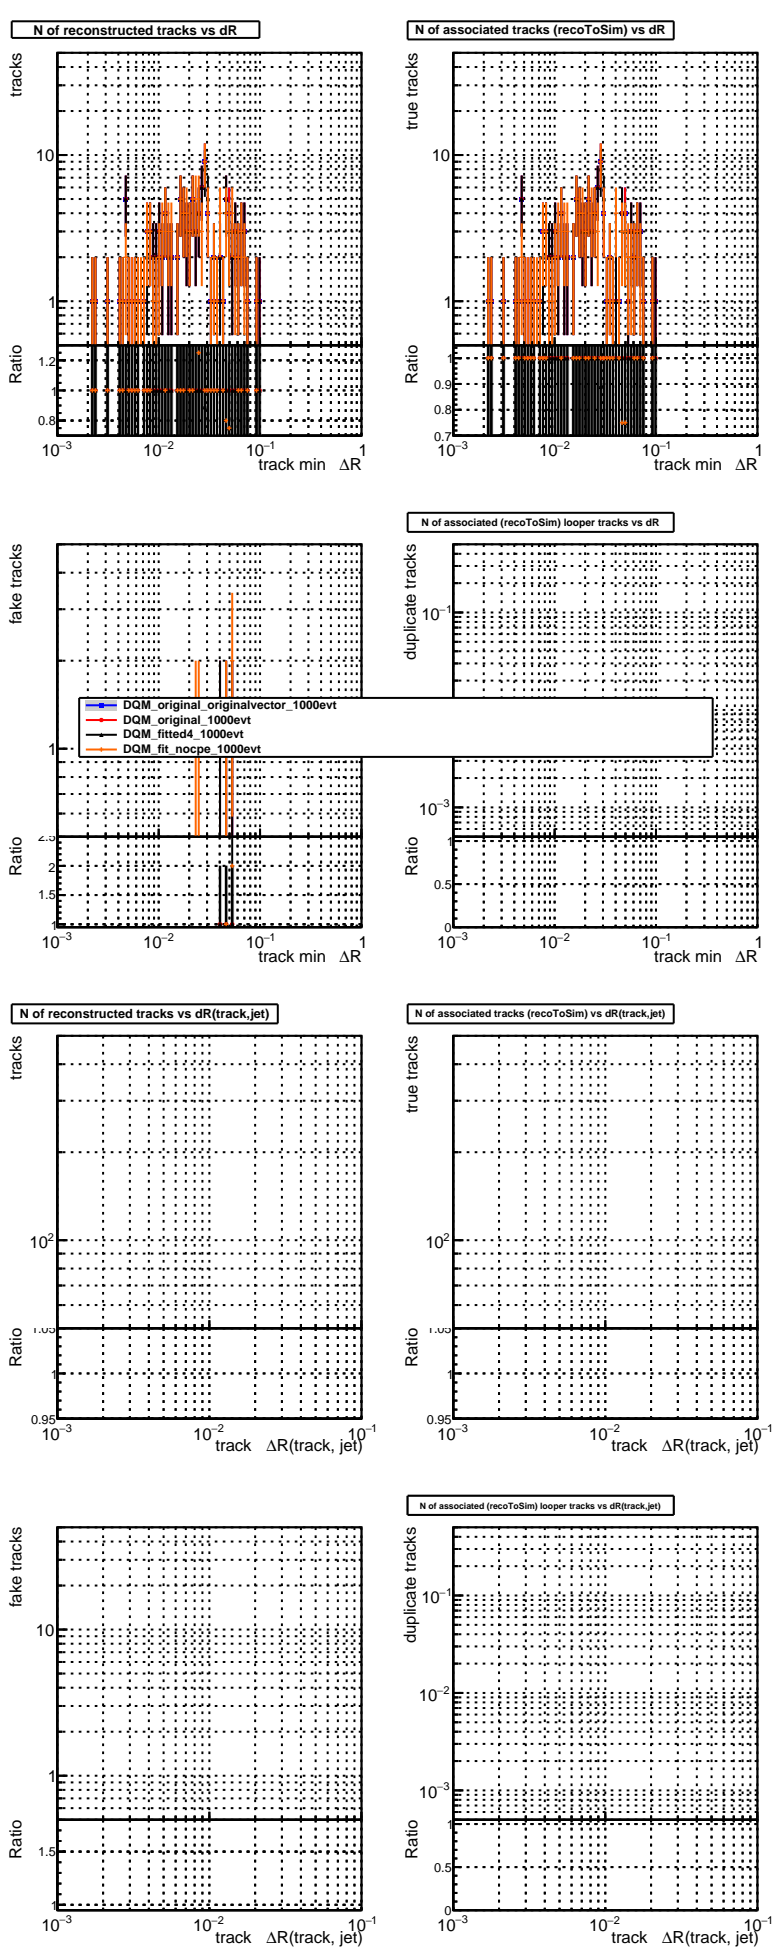 N of reconstructed tracks vs dR
tracks
10
1
Ratio
1.2
1
0.8
10−3 10−2 10−1 1
track min ΔR
N of associated tracks (recoToSim) vs dR
true tracks
10
1
Ratio
1
0.9
0.8
0.7
10−3 10−2 10−1 1
track min ΔR
fake tracks
1
Ratio
2.5
2
1.5
1
10−3 10−2 10−1 1
track min ΔR
N of associated (recoToSim) looper tracks vs dR
duplicate tracks
10−1
10−3
Ratio
1
0.5
0
10−3 10−2 10−1 1
track min ΔR
DQM_original_originalvector_1000evt
DQM_original_1000evt
DQM_fitted4_1000evt
DQM_fit_nocpe_1000evt
N of reconstructed tracks vs dR(track,jet)
tracks
102
Ratio
1.05
1
0.95
10−3 10−2 10−1
track ΔR(track, jet)
N of associated tracks (recoToSim) vs dR(track,jet)
true tracks
102
Ratio
1.05
1
0.95
10−3 10−2 10−1
track ΔR(track, jet)
fake tracks
10
1
Ratio
1.5
1
10−3 10−2 10−1
track ΔR(track, jet)
N of associated (recoToSim) looper tracks vs dR(track,jet)
duplicate tracks
10−1
10−2
10−3
Ratio
1
0.5
0
10−3 10−2 10−1
track ΔR(track, jet)